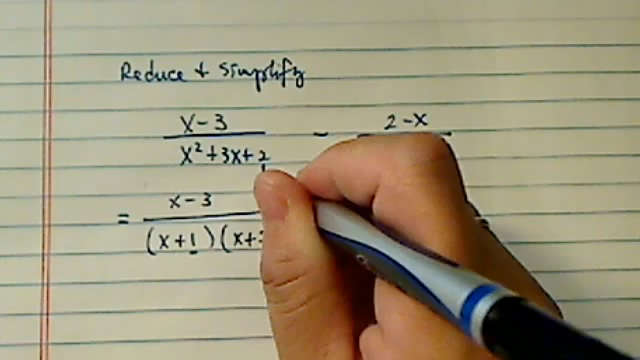 Reduce + Simplify
x-3 - 2-x
x²+3x+2
= x-3
(x+1)(x+